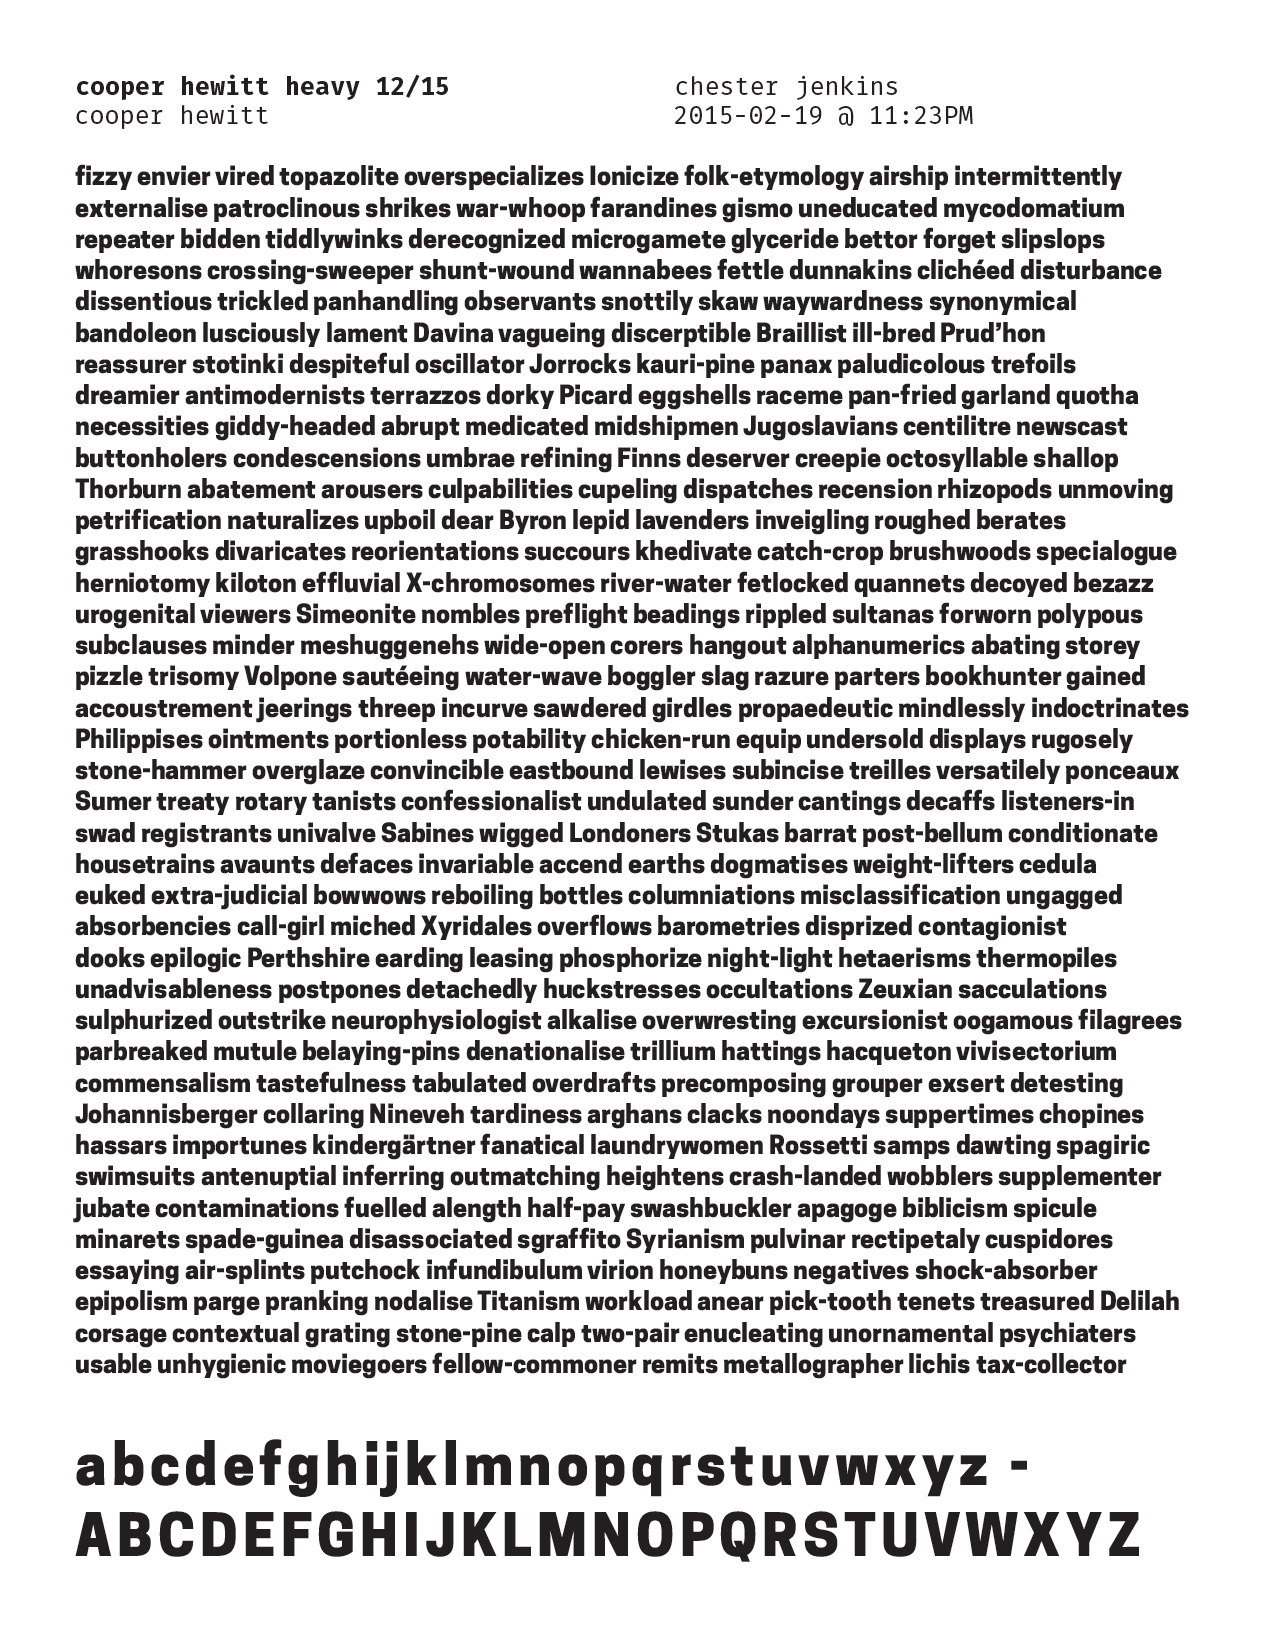 cooper hewitt heavy 12/15
cooper hewitt
chester jenkins
2015-02-19 @ 11:23PM
fizzy envier vired topazolite overspecializes Ionicize folk-etymology airship intermittently
externalise patroclinous shrikes war-whoop farandines gismo uneducated mycodomatium
repeater bidden tiddlywinks derecognized microgamete glyceride bettor forget slipslops
whoresons crossing-sweeper shunt-wound wannabees fettle dunnakins clichéed disturbance
dissentious trickled panhandling observants snottily skaw waywardness synonymical
bandoleon lusciously lament Davina vagueing discerptible Braillist ill-bred Prud’hon
reassurer stotinki despiteful oscillator Jorrocks kauri-pine panax paludicolous trefoils
dreamier antimodernists terrazzos dorky Picard eggshells raceme pan-fried garland quotha
necessities giddy-headed abrupt medicated midshipmen Jugoslavians centilitre newscast
buttonholers condescensions umbrae refining Finns deserver creepie octosyllable shallop
Thorburn abatement arousers culpabilities cupeling dispatches recension rhizopods unmoving
petrification naturalizes upboil dear Byron lepid lavenders inveigling roughed berates
grasshooks divaricates reorientations succours khedivate catch-crop brushwoods specialogue
herniotomy kiloton effluvial X-chromosomes river-water fetlocked quannets decoyed bezazz
urogenital viewers Simeonite nombles preflight beadings rippled sultanas forworn polypous
subclauses minder meshuggenehs wide-open corers hangout alphanumerics abating storey
pizzle trisomy Volpone sautéeing water-wave boggler slag razure parters bookhunter gained
accoustrement jeerings threep incurve sawdered girdles propaedeutic mindlessly indoctrinates
Philippises ointments portionless potability chicken-run equip undersold displays rugosely
stone-hammer overglaze convincible eastbound lewises subincise treilles versatilely ponceaux
Sumer treaty rotary tanists confessionalist undulated sunder cantings decaffs listeners-in
swad registrants univalve Sabines wigged Londoners Stukas barrat post-bellum conditionate
housetrains avaunts defaces invariable accend earths dogmatises weight-lifters cedula
euked extra-judicial bowwows reboiling bottles columniations misclassification ungagged
absorbencies call-girl miched Xyridales overflows barometries disprized contagionist
dooks epilogic Perthshire earding leasing phosphorize night-light hetaerisms thermopiles
unadvisableness postpones detachedly huckstresses occultations Zeuxian sacculations
sulphurized outstrike neurophysiologist alkalise overwresting excursionist oogamous filagrees
parbreaked mutule belaying-pins denationalise trillium hattings hacqueton vivisectorium
commensalism tastefulness tabulated overdrafts precomposing grouper exsert detesting
Johannisberger collaring Nineveh tardiness arghans clacks noondays suppertimes chopines
hassars importunes kindergärtner fanatical laundrywomen Rossetti samps dawting spagiric
swimsuits antenuptial inferring outmatching heightens crash-landed wobblers supplementer
jubate contaminations fuelled alength half-pay swashbuckler apagoge biblicism spicule
minarets spade-guinea disassociated sgraffito Syrianism pulvinar rectipetaly cuspidores
essaying air-splints putchock infundibulum virion honeybuns negatives shock-absorber
epipolism parge pranking nodalise Titanism workload anear pick-tooth tenets treasured Delilah
corsage contextual grating stone-pine calp two-pair enucleating unornamental psychiaters
usable unhygienic moviegoers fellow-commoner remits metallographer lichis tax-collector
abcdefghijklmnopqrstuvwxyz -
ABCDEFGHIJKLMNOPQRSTUVWXYZ